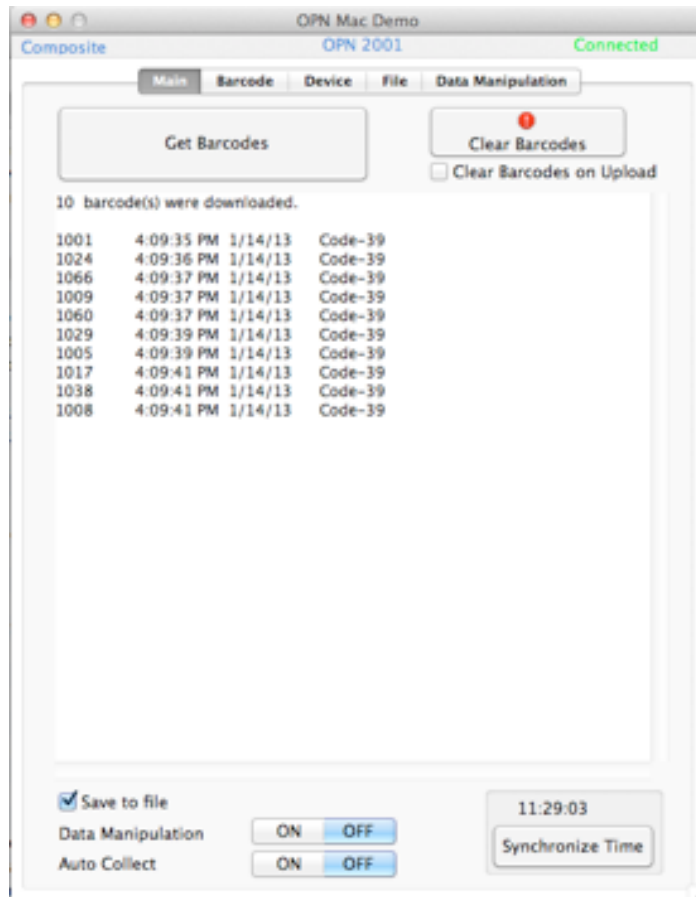 OPN Mac Demo
Composite OPN 2001 Connected
Main Barcode Device File Data Manipulation
Get Barcodes
Clear Barcodes
Clear Barcodes on Upload
10 barcode(s) were downloaded.
1001 4:09:35 PM 1/14/13 Code-39
1024 4:09:36 PM 1/14/13 Code-39
1066 4:09:37 PM 1/14/13 Code-39
1009 4:09:37 PM 1/14/13 Code-39
1060 4:09:37 PM 1/14/13 Code-39
1029 4:09:39 PM 1/14/13 Code-39
1005 4:09:39 PM 1/14/13 Code-39
1017 4:09:41 PM 1/14/13 Code-39
1038 4:09:41 PM 1/14/13 Code-39
1008 4:09:41 PM 1/14/13 Code-39
Save to file
11:29:03
Data Manipulation ON OFF
Synchronize Time
Auto Collect ON OFF